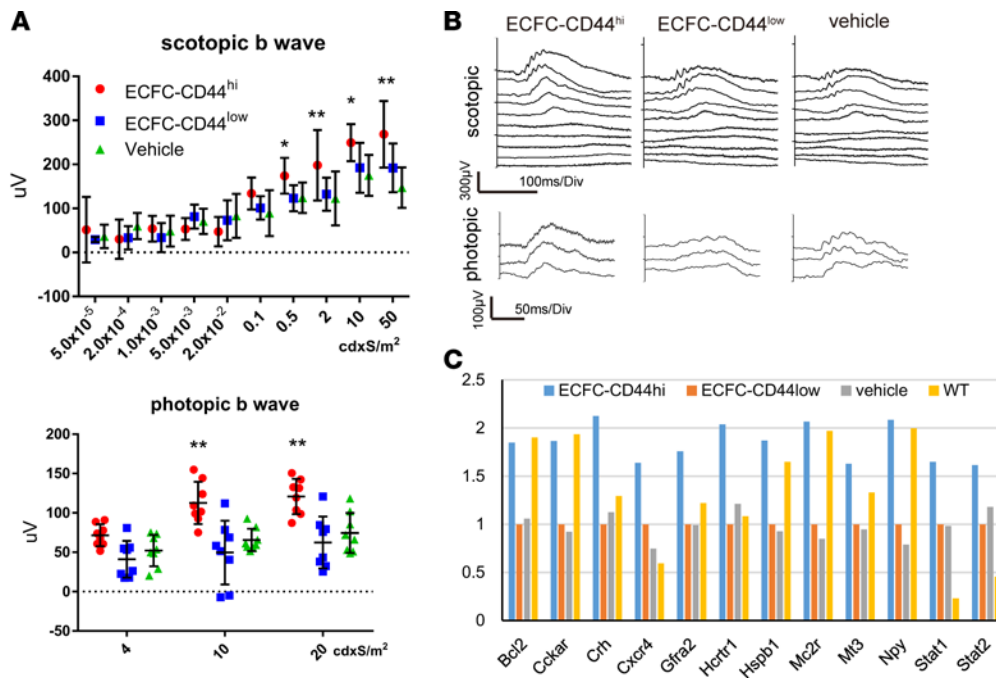 A
scotopic b wave
400
300
200
100
0
-100
uV
ECFC-CD44hi
ECFC-CD44low
Vehicle
* ** * **
5.0x10-5 2.0x10-4 1.0x10-3 5.0x10-3 2.0x10-2 0.1 0.5 2 10 50
cdxS/m2
photopic b wave
200
150
100
50
0
-50
uV
** **
4 10 20 cdxS/m2
B
ECFC-CD44hi ECFC-CD44low vehicle
scotopic
300µV
100ms/Div
photopic
100µV
50ms/Div
C
2.5
2
1.5
1
0.5
0
ECFC-CD44hi ECFC-CD44low vehicle WT
Bcl2 Cckar Crh Cxcr4 Gfra2 Hcrtr1 Hspb1 Mc2r Mt3 Npy Stat1 Stat2